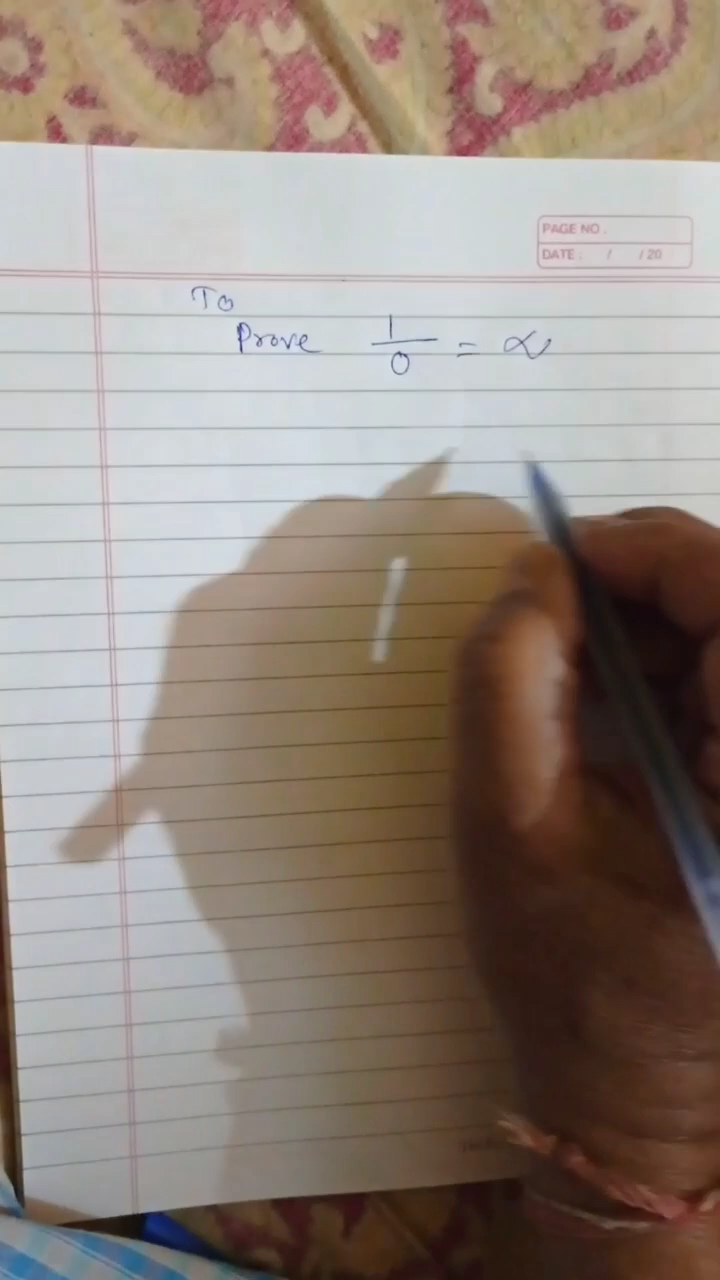 PAGE NO.
DATE: / /20
To
Prove 1/0 = ∝